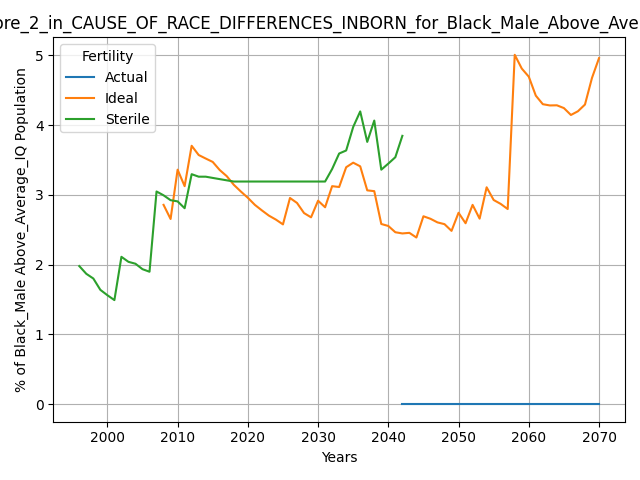 ore_2_in_CAUSE_OF_RACE_DIFFERENCES_INBORN_for_Black_Male_Above_Ave
Fertility
Actual
Ideal
Sterile
% of Black_Male Above_Average_IQ Population
5
4
3
2
1
0
2000 2010 2020 2030 2040 2050 2060 2070
Years